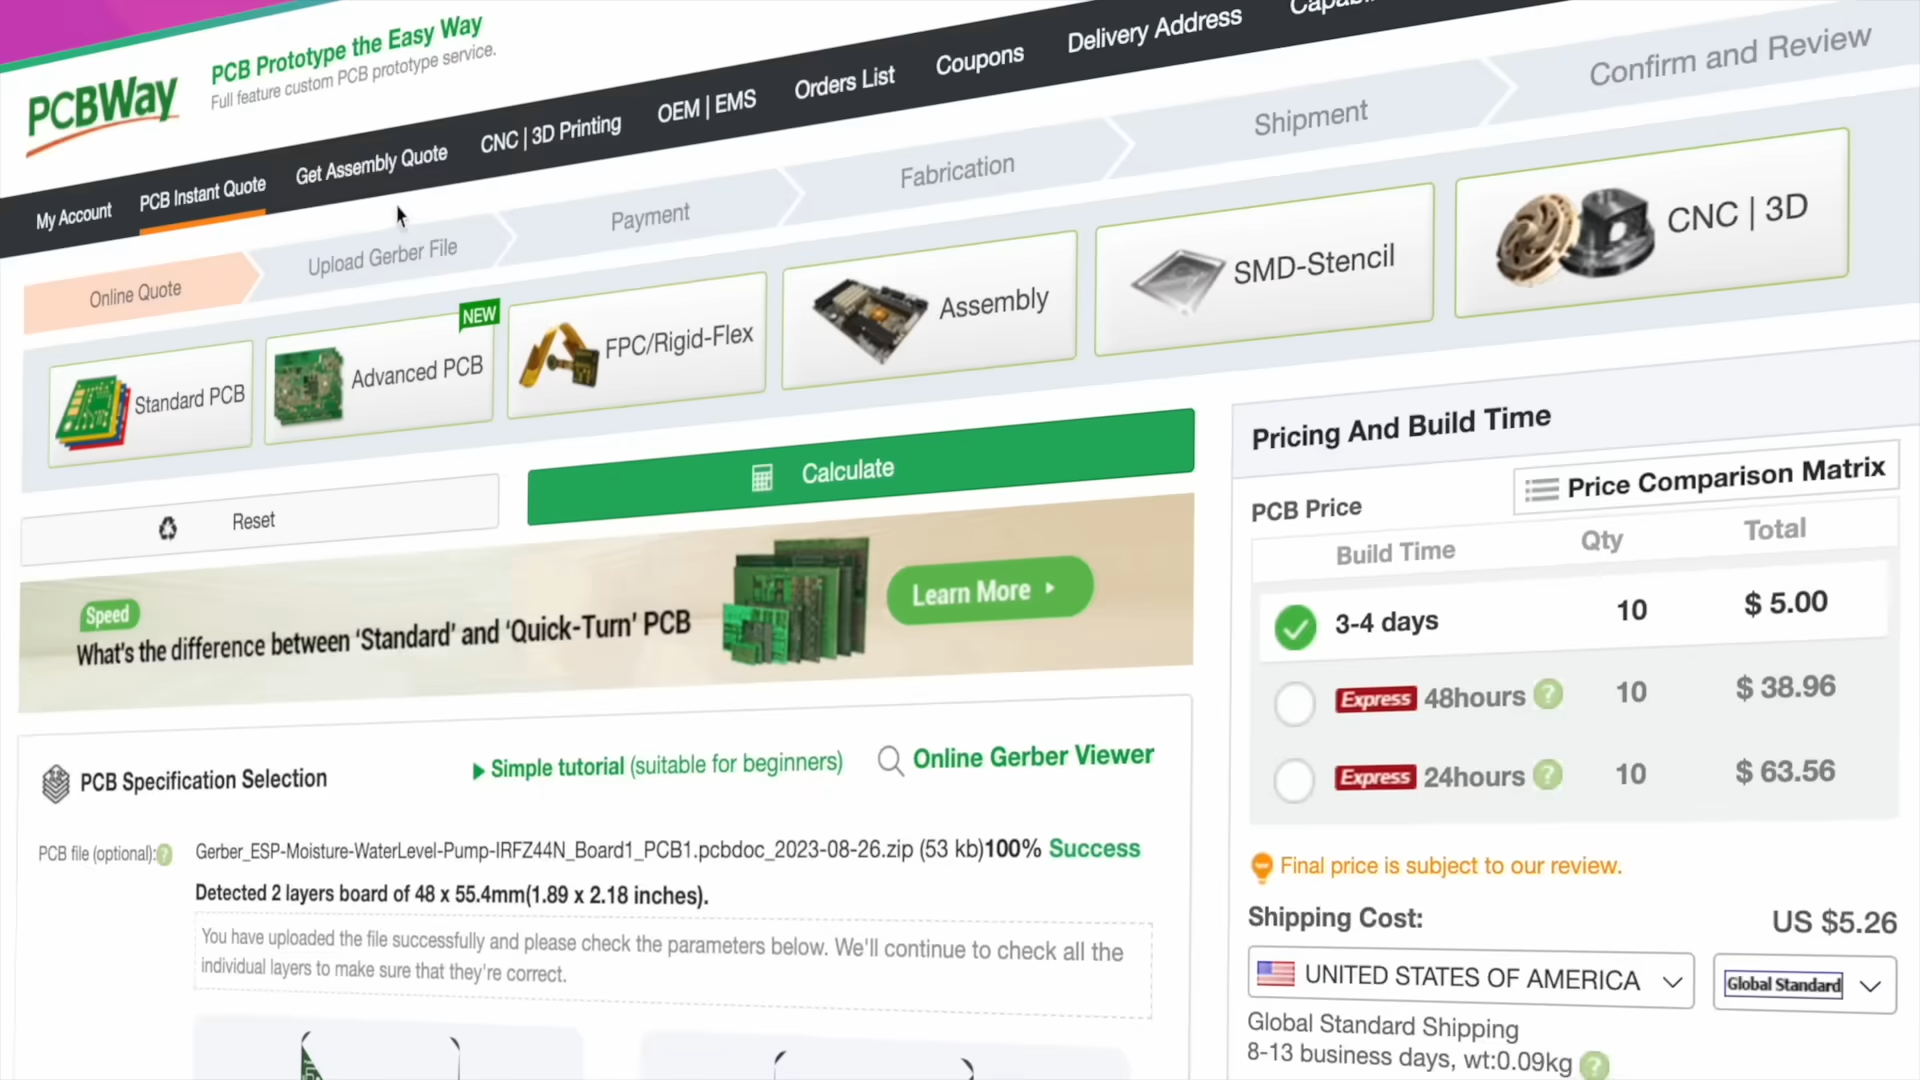 PCBWay
PCB Prototype the Easy Way
Full feature custom PCB prototype service.
My Account
PCB Instant Quote
Get Assembly Quote
CNC | 3D Printing
OEM | EMS
Orders List
Coupons
Delivery Address
Online Quote
Upload Gerber File
Payment
Fabrication
Shipment
Confirm and Review
Standard PCB
NEW
Advanced PCB
FPC/Rigid-Flex
Assembly
SMD-Stencil
CNC | 3D
Reset
Calculate
Speed
What's the difference between ‘Standard’ and ‘Quick-Turn’ PCB
Learn More
PCB Specification Selection
Simple tutorial (suitable for beginners)
Online Gerber Viewer
PCB file (optional):
Gerber_ESP-Moisture-WaterLevel-Pump-IRFZ44N_Board1_PCB1.pcbdoc_2023-08-26.zip (53 kb)100% Success
Detected 2 layers board of 48 x 55.4mm(1.89 x 2.18 inches).
You have uploaded the file successfully and please check the parameters below. We'll continue to check all the
individual layers to make sure that they're correct.
Pricing And Build Time
PCB Price
Price Comparison Matrix
Build Time Qty Total
3-4 days 10 $ 5.00
Express 48hours ? 10 $ 38.96
Express 24hours ? 10 $ 63.56
Final price is subject to our review.
Shipping Cost: US $5.26
UNITED STATES OF AMERICA
Global Standard
Global Standard Shipping
8-13 business days, wt:0.09kg ?